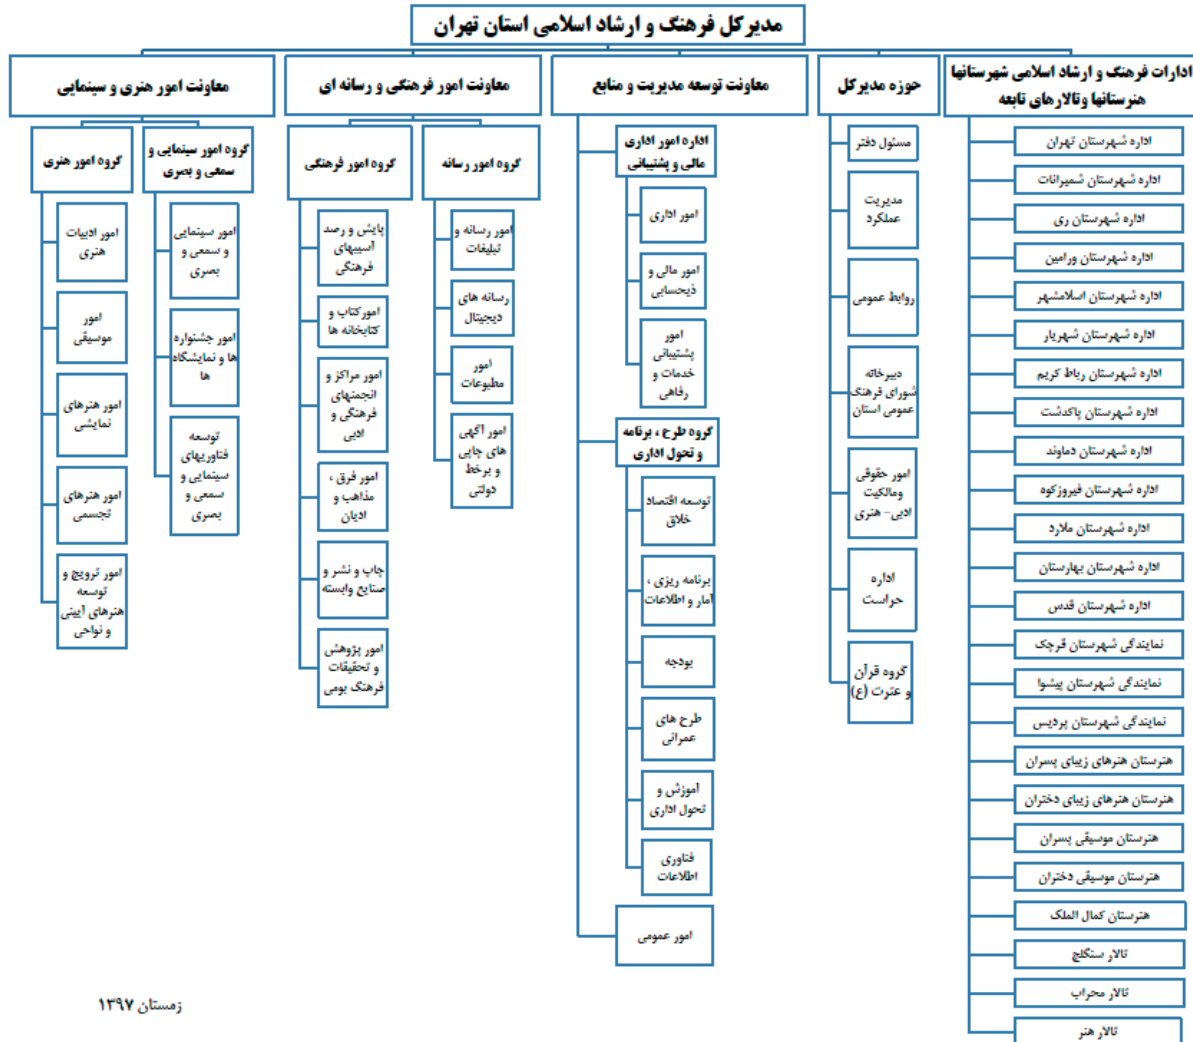 مدیرکل فرهنگ و ارشاد اسلامی استان تهران
ادارات فرهنگ و ارشاد اسلامی شهرستانها
هنرستانها وتالارهای تابعه
اداره شهرستان تهران
اداره شهرستان شمیرانات
اداره شهرستان ری
اداره شهرستان ورامین
اداره شهرستان اسلامشهر
اداره شهرستان شهریار
اداره شهرستان رباط کریم
اداره شهرستان پاکدشت
اداره شهرستان دماوند
اداره شهرستان فیروزکوه
اداره شهرستان ملارد
اداره شهرستان بهارستان
اداره شهرستان قدس
نمایندگی شهرستان قرچک
نمایندگی شهرستان پیشوا
نمایندگی شهرستان پردیس
هنرستان هنرهای زیبای پسران
هنرستان هنرهای زیبای دختران
هنرستان موسیقی پسران
هنرستان موسیقی دختران
هنرستان کمال الملک
تالار سنگلج
تالار محراب
تالار هنر
حوزه مدیرکل
مسئول دفتر
مدیریت
عملکرد
روابط عمومی
دبیرخانه
شورای فرهنگ
عمومی استان
امور حقوقی
ومالکیت
ادبی- هنری
اداره
حراست
گروه قرآن
و عترت (ع)
معاونت توسعه مدیریت و منابع
اداره امور اداری
مالی و پشتیبانی
امور اداری
امور مالی و
ذیحسابی
امور
پشتیبانی
خدمات و
رفاهی
گروه طرح ، برنامه
و تحول اداری
توسعه اقتصاد
خلاق
برنامه ریزی ،
آمار و اطلاعات
بودجه
طرح های
عمرانی
آموزش و
تحول اداری
فناوری
اطلاعات
امور عمومی
معاونت امور فرهنگی و رسانه ای
گروه امور رسانه
امور رسانه و
تبلیغات
رسانه های
دیجیتال
امور
مطبوعات
امور آگهی
های چاپی
و برخط
دولتی
گروه امور فرهنگی
پایش و رصد
آسیبهای
فرهنگی
امورکتاب و
کتابخانه ها
امور مراکز و
انجمنهای
فرهنگی و
ادبی
امور فرق ،
مذاهب و
ادیان
چاپ و نشر و
صنایع وابسته
امور پژوهش
و تحقیقات
فرهنگ بومی
معاونت امور هنری و سینمایی
گروه امور سینمایی و
سمعی و بصری
امور سینمایی
و سمعی و
بصری
امور جشنواره
ها و نمایشگاه
ها
توسعه
فناوریهای
سینمایی و
سمعی و
بصری
گروه امور هنری
امور ادبیات
هنری
امور
موسیقی
امور هنرهای
نمایشی
امور هنرهای
تجسمی
امور ترویج و
توسعه
هنرهای آیینی
و نواحی
زمستان ۱۳۹۷